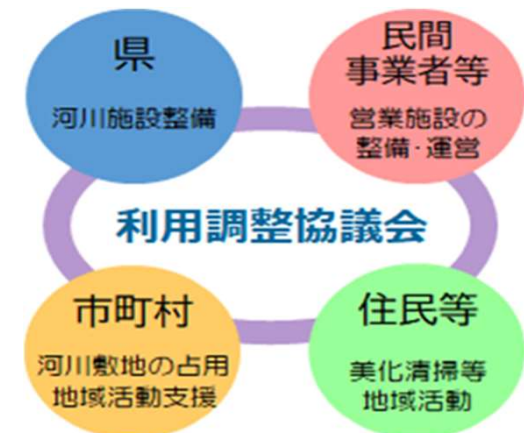 県
河川施設整備
民間
事業者等
営業施設の
整備・運営
利用調整協議会
市町村
河川敷地の占用
地域活動支援
住民等
美化清掃等
地域活動